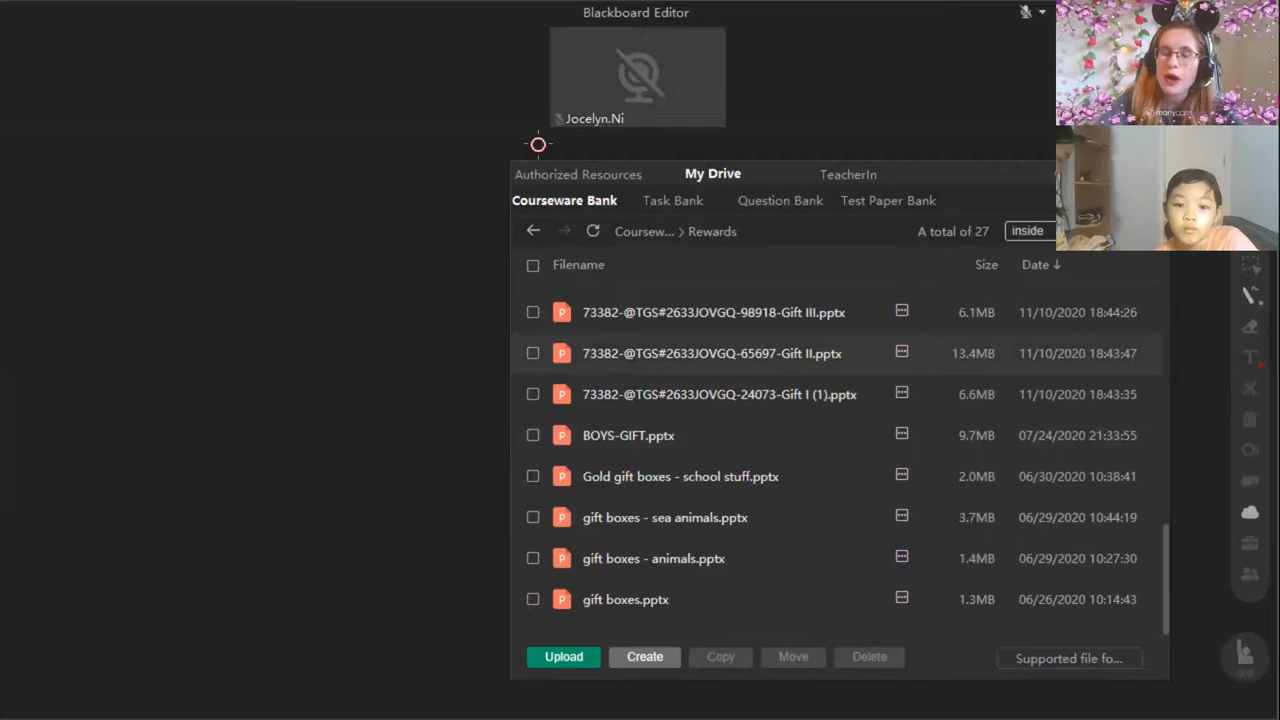 Blackboard Editor
Jocelyn.Ni
manycam
Authorized Resources My Drive TeacherIn
Courseware Bank Task Bank Question Bank Test Paper Bank
Coursew... > Rewards A total of 27 inside
Filename Size Date ↓
73382-@TGS#2633JOVGQ-98918-Gift III.pptx 6.1MB 11/10/2020 18:44:26
73382-@TGS#2633JOVGQ-65697-Gift II.pptx 13.4MB 11/10/2020 18:43:47
73382-@TGS#2633JOVGQ-24073-Gift I (1).pptx 6.6MB 11/10/2020 18:43:35
BOYS-GIFT.pptx 9.7MB 07/24/2020 21:33:55
Gold gift boxes - school stuff.pptx 2.0MB 06/30/2020 10:38:41
gift boxes - sea animals.pptx 3.7MB 06/29/2020 10:44:19
gift boxes - animals.pptx 1.4MB 06/29/2020 10:27:30
gift boxes.pptx 1.3MB 06/26/2020 10:14:43
Upload Create Copy Move Delete Supported file fo...